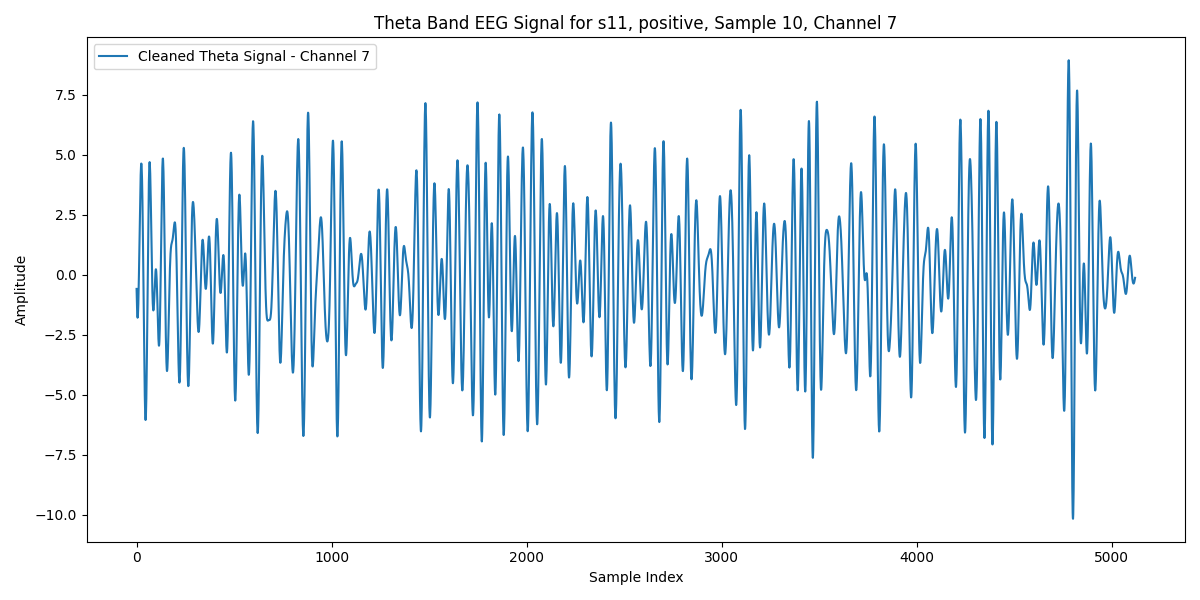 Theta Band EEG Signal for s11, positive, Sample 10, Channel 7
Cleaned Theta Signal - Channel 7
Amplitude
7.5
5.0
2.5
0.0
−2.5
−5.0
−7.5
−10.0
0 1000 2000 3000 4000 5000
Sample Index